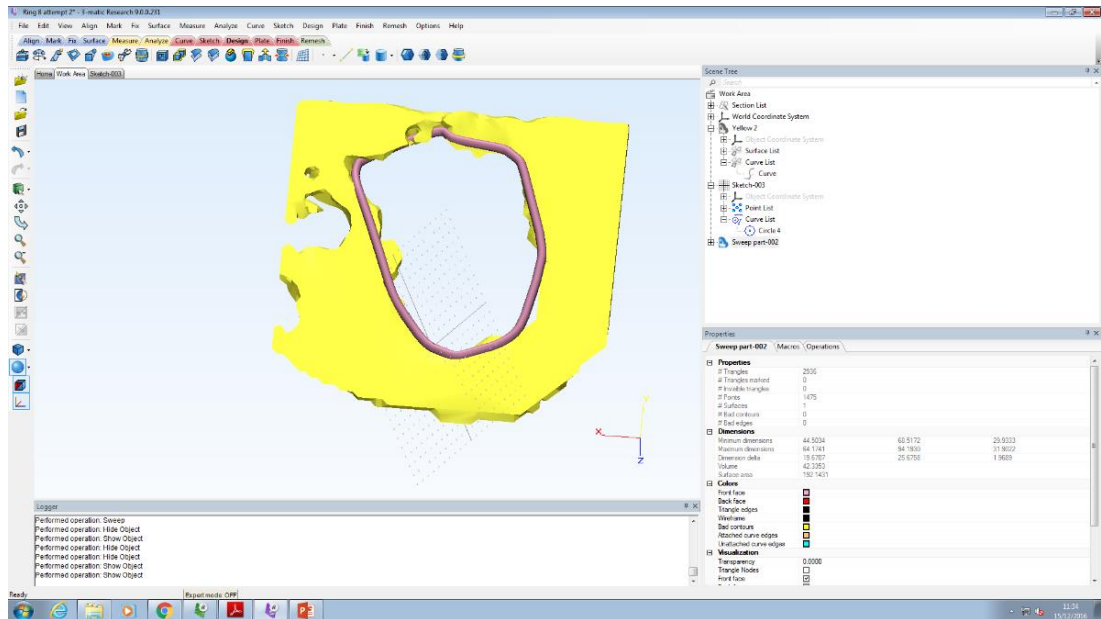 Ring 8 attempt 2* - 3-matic Research 9.0.0.231
File Edit View Align Mark Fix Surface Measure Analyze Curve Sketch Design Plate Finish Remesh Options Help
Align Mark Fix Surface Measure Analyze Curve Sketch Design Plate Finish Remesh
Home Work Area Sketch-003
Scene Tree
Search
Work Area
Section List
World Coordinate System
Yellow 2
Object Coordinate System
Surface List
Curve List
Curve
Sketch-003
Object Coordinate System
Point List
Curve List
Circle 4
Sweep part-002
Y
X
Z
Properties
Sweep part-002 Macros Operations
Properties
# Triangles 2936
# Triangles marked 0
# Invisible triangles 0
# Points 1475
# Surfaces 1
# Bad contours 0
# Bad edges 0
Dimensions
Minimum dimensions 44.5034 68.5172 29.9333
Maximum dimensions 64.1741 94.1930 31.9022
Dimension delta 19.6707 25.6758 1.9689
Volume 42.3353
Surface area 192.1431
Colors
Front face
Back face
Triangle edges
Wireframe
Bad contours
Attached curve edges
Unattached curve edges
Visualization
Transparency 0.0000
Triangle Nodes
Front face
Logger
Performed operation: Sweep
Performed operation: Hide Object
Performed operation: Show Object
Performed operation: Hide Object
Performed operation: Hide Object
Performed operation: Show Object
Performed operation: Show Object
Ready Expert mode: OFF
11:34
15/12/2016